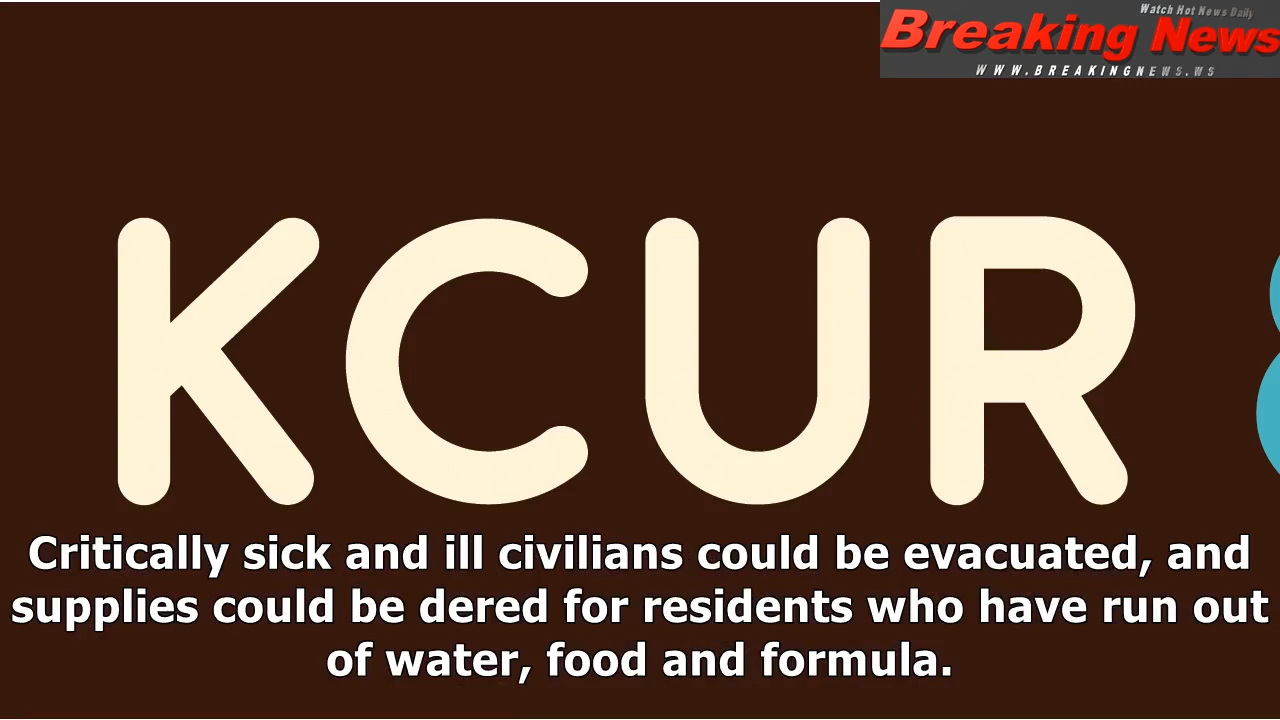 Watch Hot News Daily
Breaking News
WWW.BREAKINGNEWS.WS
KCUR
Critically sick and ill civilians could be evacuated, and
supplies could be dered for residents who have run out
of water, food and formula.